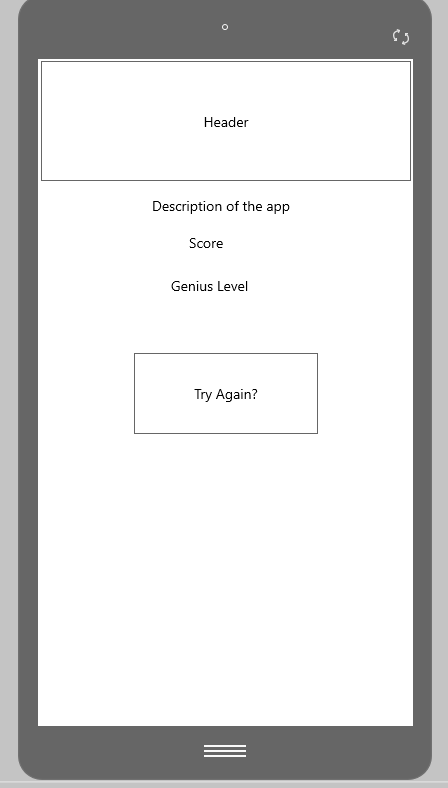 Header
Description of the app
Score
Genius Level
Try Again?